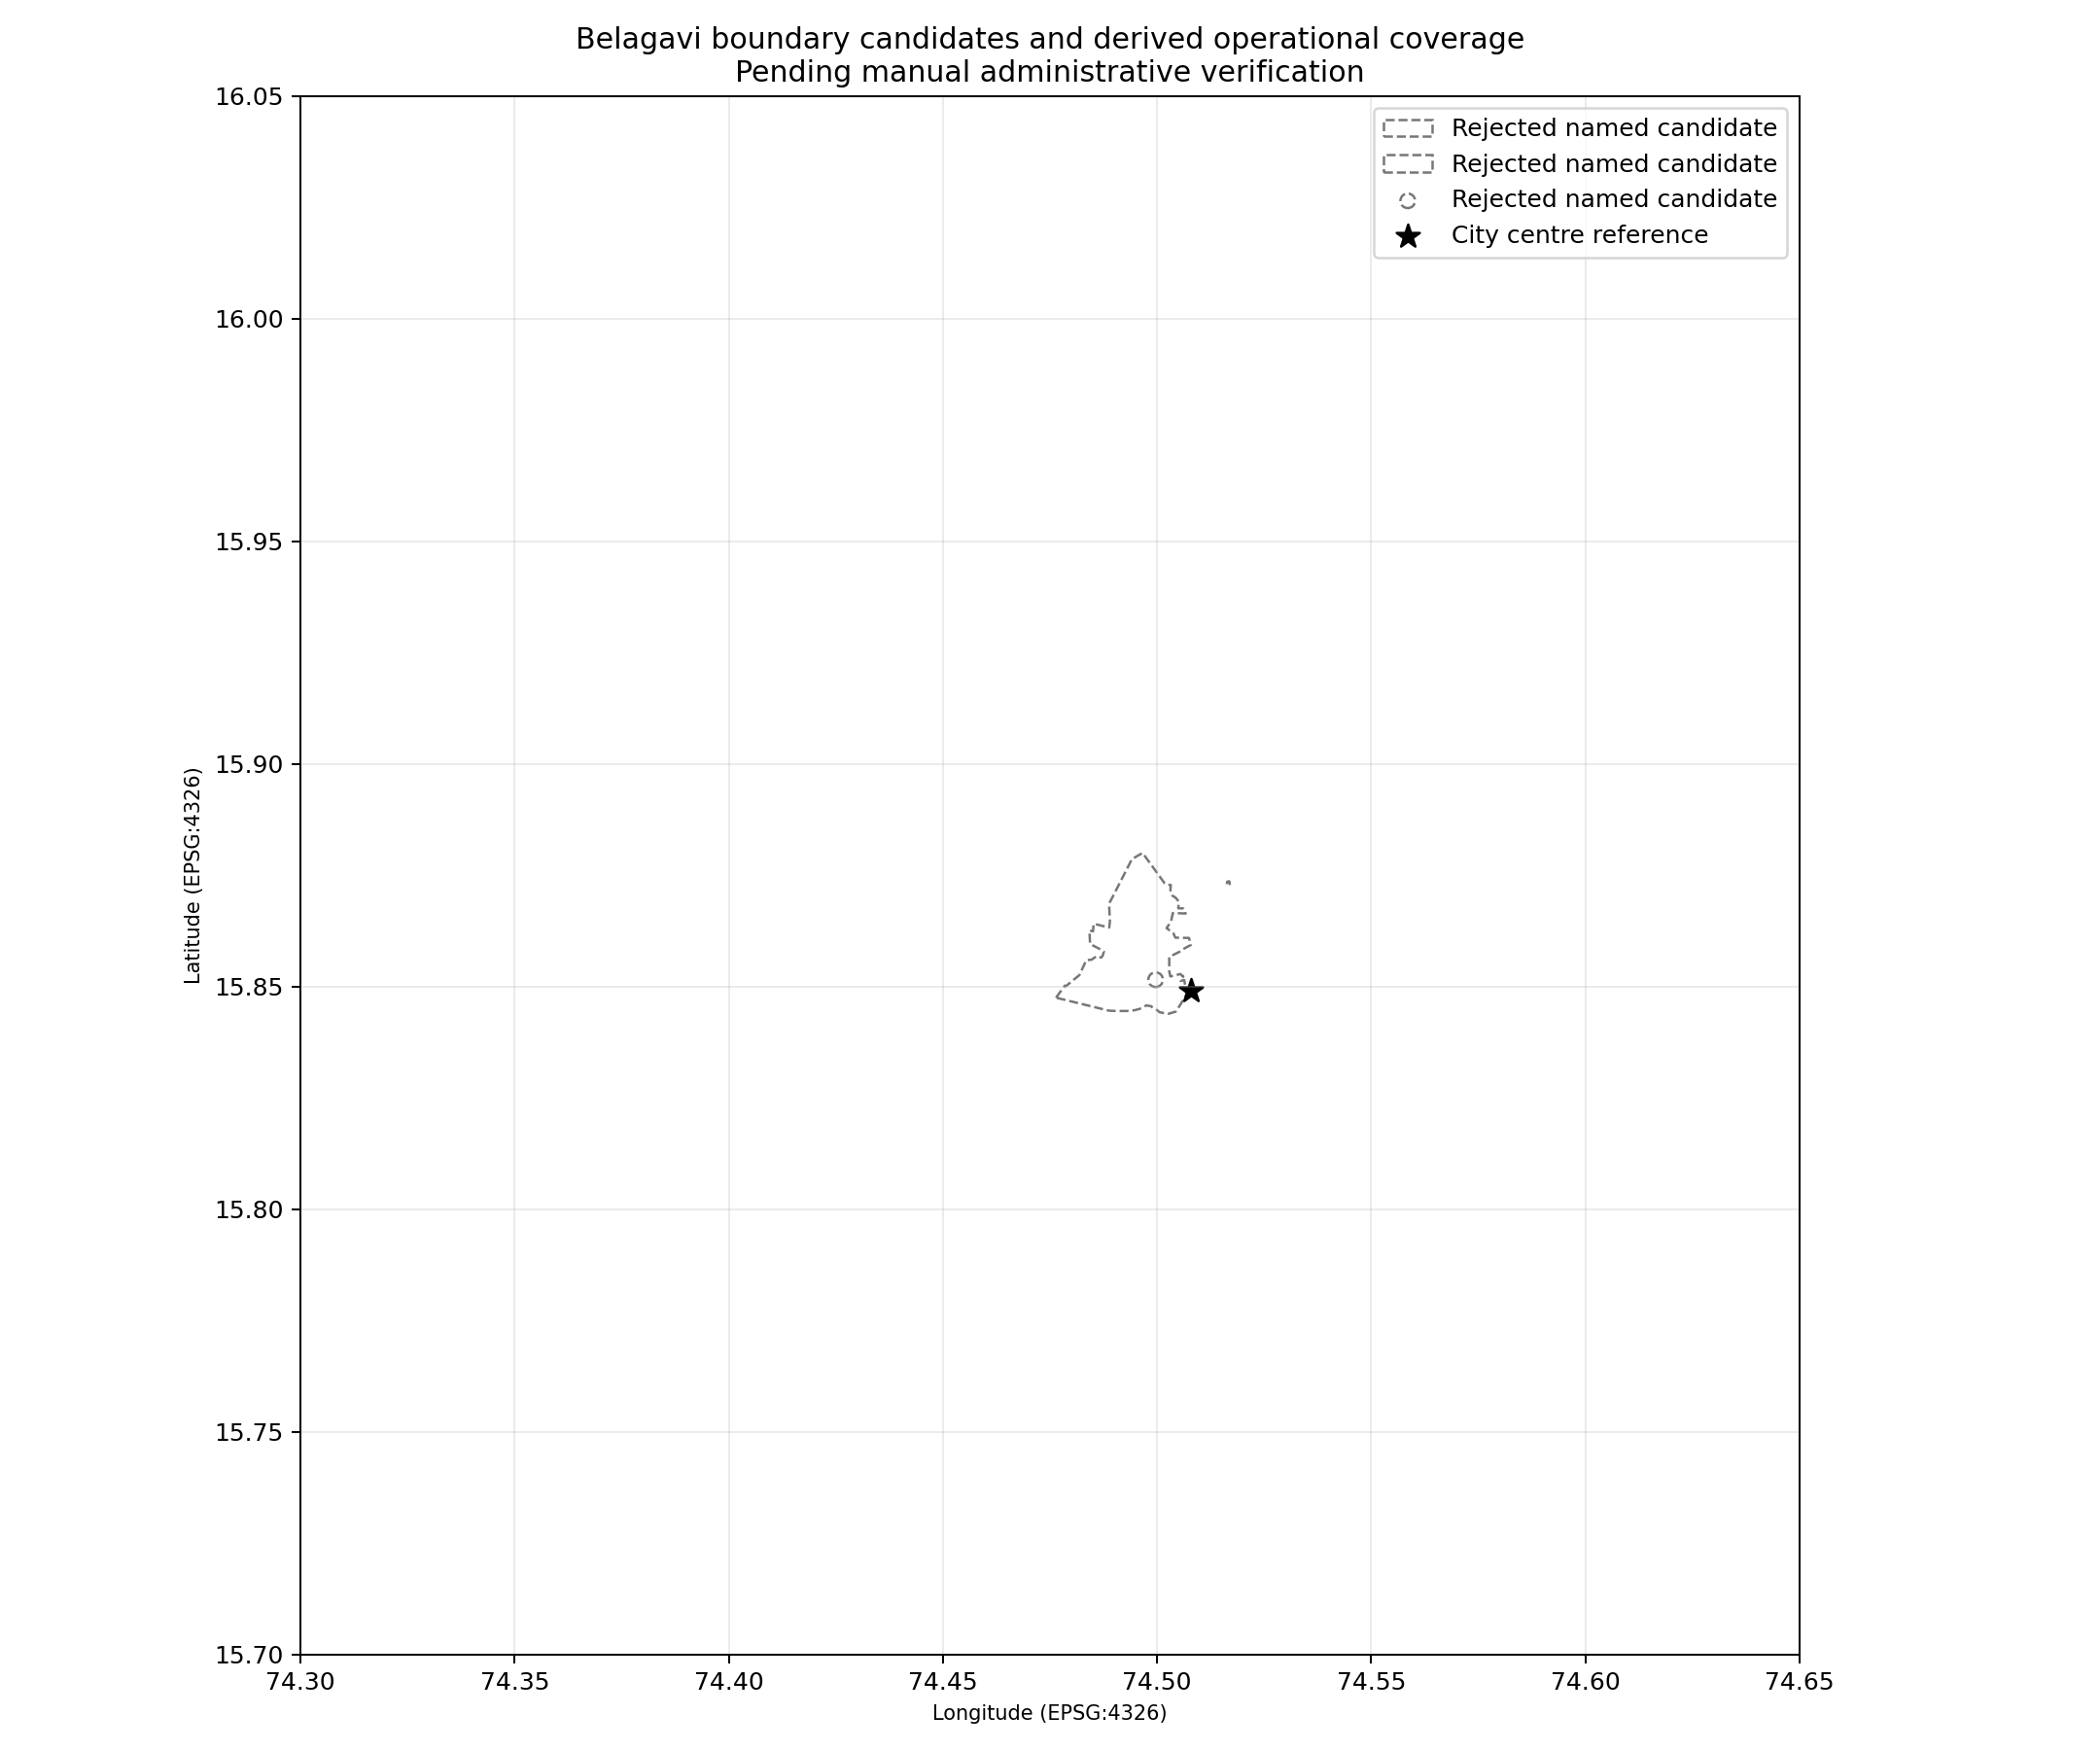 Belagavi boundary candidates and derived operational coverage
Pending manual administrative verification
Rejected named candidate
Rejected named candidate
Rejected named candidate
City centre reference
16.05
16.00
15.95
15.90
15.85
15.80
15.75
15.70
Latitude (EPSG:4326)
74.30 74.35 74.40 74.45 74.50 74.55 74.60 74.65
Longitude (EPSG:4326)